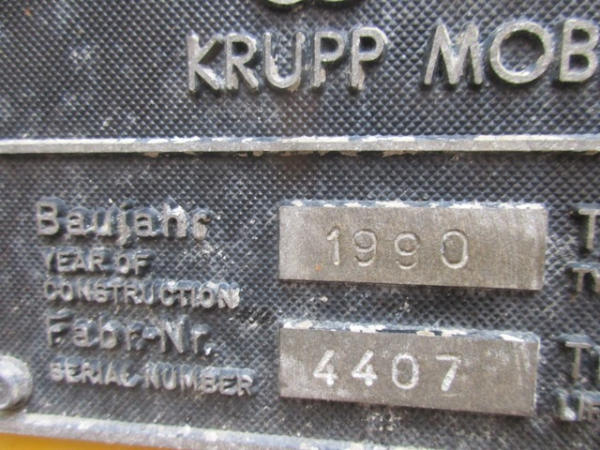 KRUPP MOB
Baujahr 1990
YEAR OF
CONSTRUCTION
Fabr.-Nr. 4407
SERIAL NUMBER